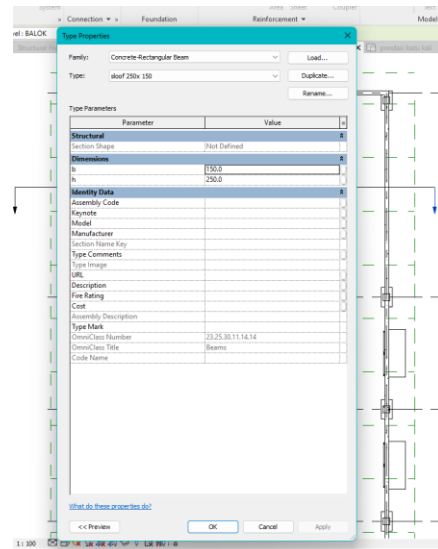 System
Area Sheet Coupler
Connection Foundation Reinforcement Model
vel : BALOK
Type Properties
Family: Concrete-Rectangular Beam Load...
Type: sloof 250x 150 Duplicate...
Rename...
Type Parameters
Parameter Value
Structural
Section Shape Not Defined
Dimensions
b 150.0
h 250.0
Identity Data
Assembly Code
Keynote
Model
Manufacturer
Section Name Key
Type Comments
Type Image
URL
Description
Fire Rating
Cost
Assembly Description
Type Mark
OmniClass Number 23.25.30.11.14.14
OmniClass Title Beams
Code Name
What do these properties do?
<< Preview OK Cancel Apply
1 : 100